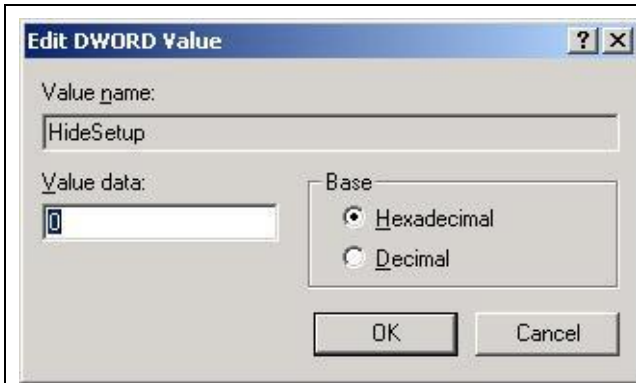 Edit DWORD Value
Value name:
HideSetup
Value data:
0
Base
Hexadecimal
Decimal
OK
Cancel